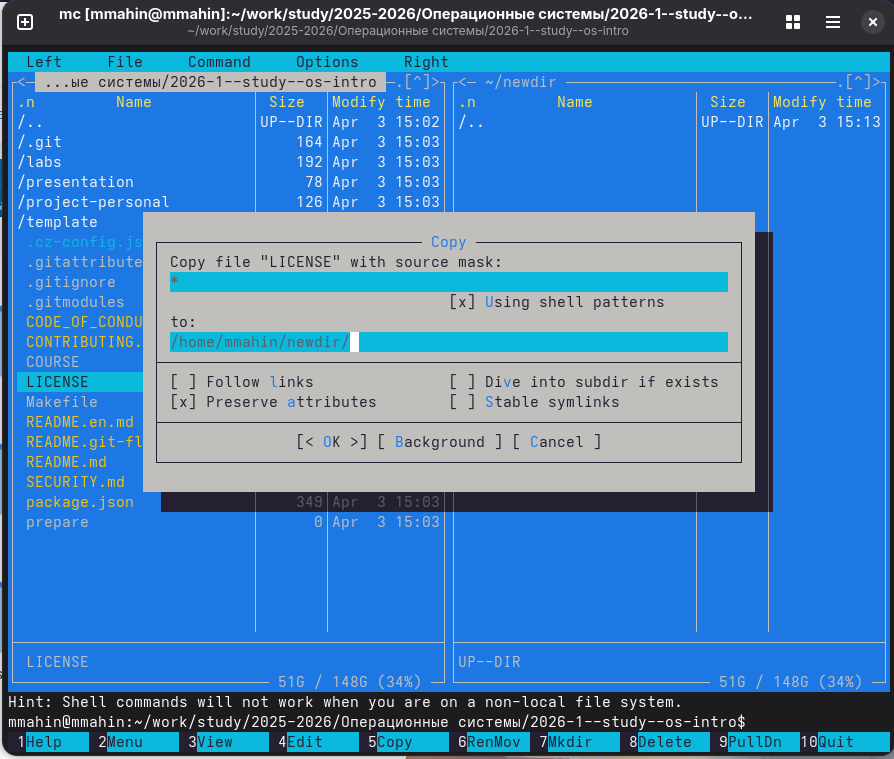 mc [mmahin@mmahin]:~/work/study/2025-2026/Операционные системы/2026-1--study--o...
~/work/study/2025-2026/Операционные системы/2026-1--study--os-intro
Left File Command Options Right
<— ...ые системы/2026-1--study--os-intro .[^]> <— ~/newdir .[^]>
.n Name Size Modify time .n Name Size Modify time
/.. UP--DIR Apr 3 15:02 /.. UP--DIR Apr 3 15:13
/.git 164 Apr 3 15:03
/labs 192 Apr 3 15:03
/presentation 78 Apr 3 15:03
/project-personal 126 Apr 3 15:03
/template
.cz-config.js
.gitattribute
.gitignore
.gitmodules
CODE_OF_CONDU
CONTRIBUTING.
COURSE
LICENSE
Makefile
README.en.md
README.git-fl
README.md
SECURITY.md
package.json 349 Apr 3 15:03
prepare 0 Apr 3 15:03
Copy
Copy file "LICENSE" with source mask:
*
[x] Using shell patterns
to:
/home/mmahin/newdir/
[ ] Follow links [ ] Dive into subdir if exists
[x] Preserve attributes [ ] Stable symlinks
[< OK >] [ Background ] [ Cancel ]
LICENSE UP--DIR
51G / 148G (34%) 51G / 148G (34%)
Hint: Shell commands will not work when you are on a non-local file system.
mmahin@mmahin:~/work/study/2025-2026/Операционные системы/2026-1--study--os-intro$
1Help 2Menu 3View 4Edit 5Copy 6RenMov 7Mkdir 8Delete 9PullDn 10Quit